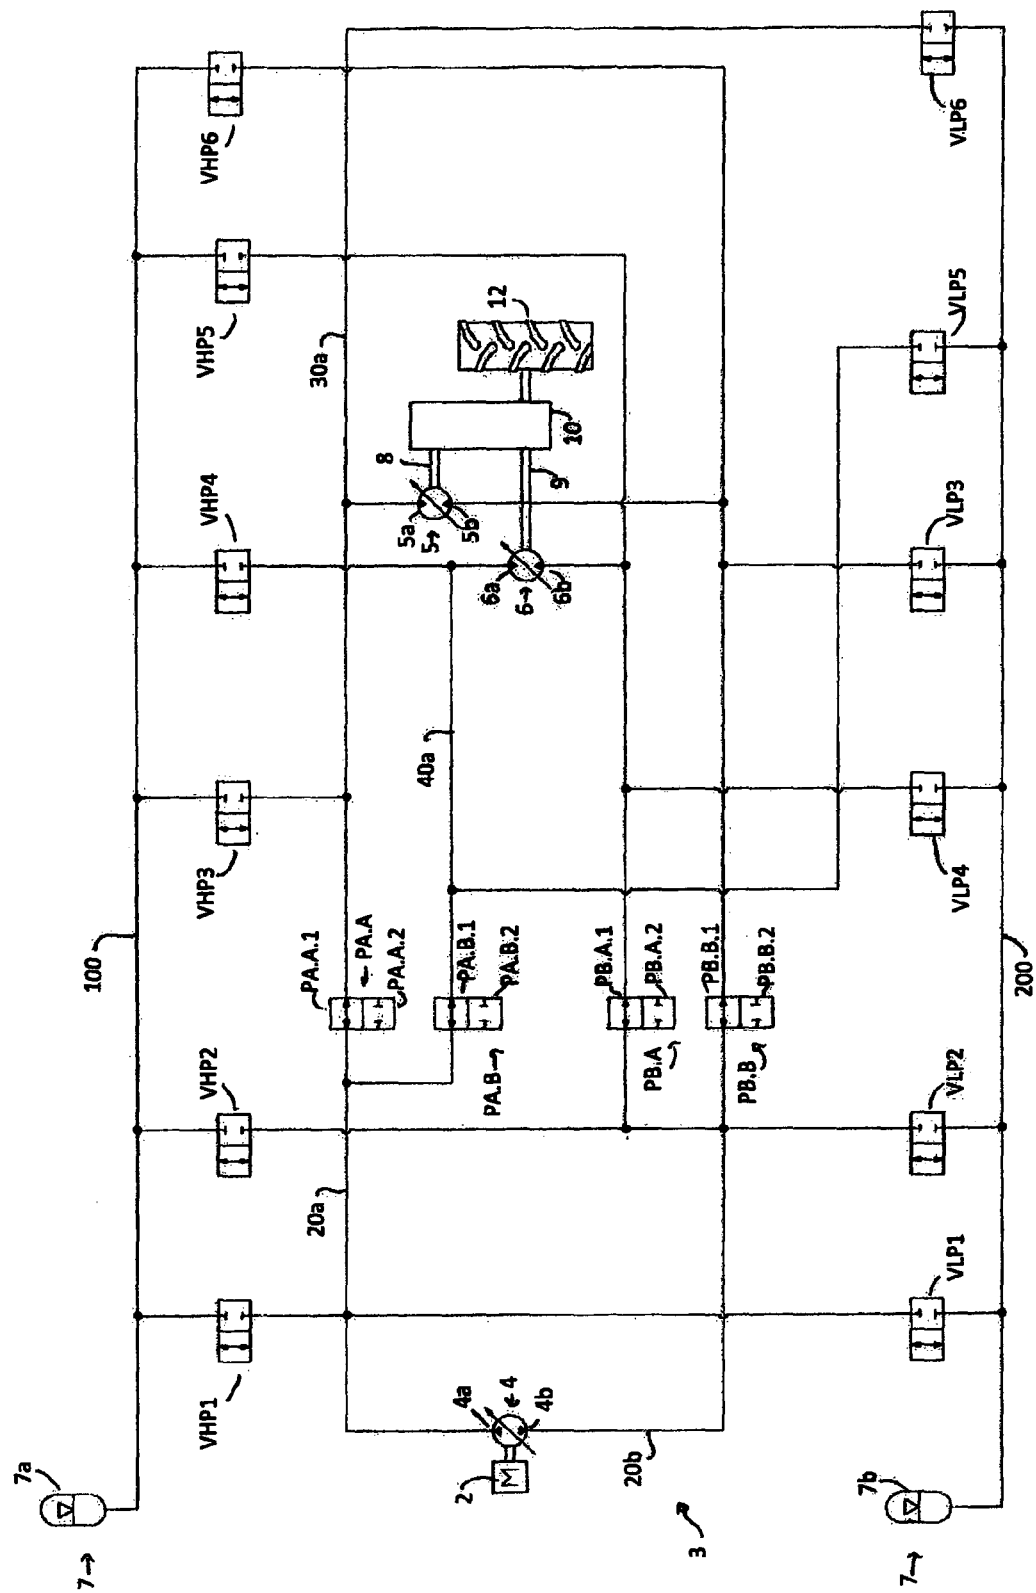 7→
7a
VHP1
VHP2
100
VHP3
VHP4
VHP5
VHP6
20a
PA.A.1
←PA.A
PA.A.2
30a
40a
PA.B.1
PA.B.2
PA.B→
2
M
4a
←4
4b
5a
5→
5b
8
6a
6→
6b
9
10
12
PB.A.1
PB.A.2
PB.A
PB.B.1
PB.B.2
PB.B
20b
3
7→
7b
VLP1
VLP2
200
VLP4
VLP3
VLP5
VLP6